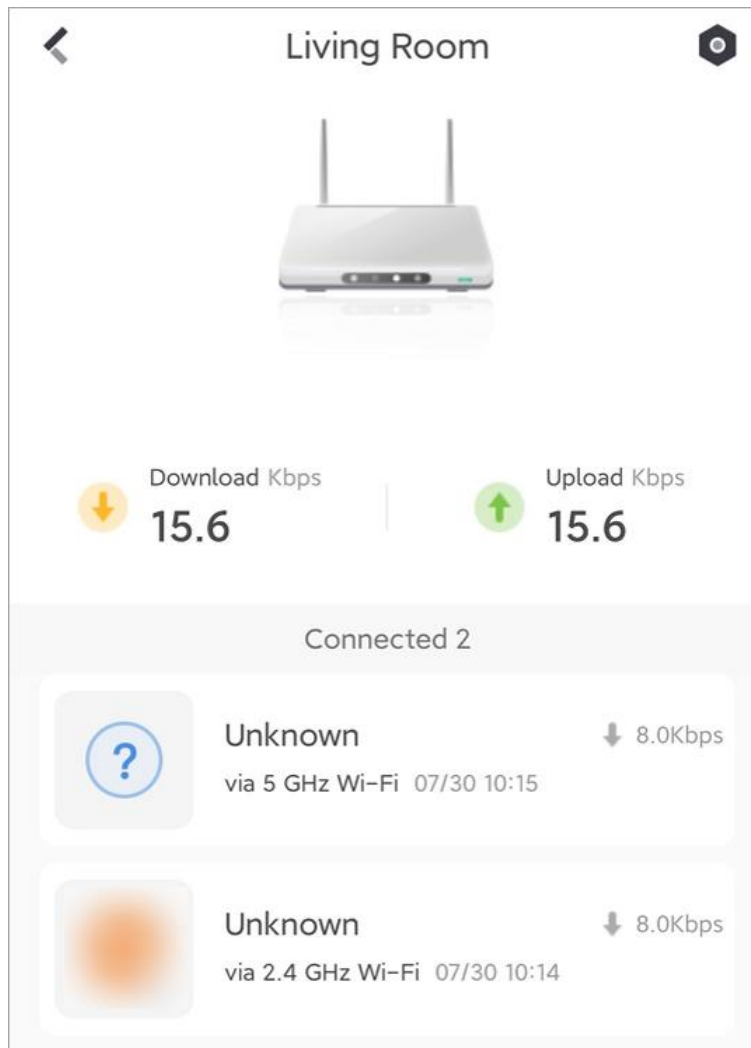 Living Room
Download Kbps
15.6
Upload Kbps
15.6
Connected 2
?
Unknown
8.0Kbps
via 5 GHz Wi-Fi 07/30 10:15
Unknown
8.0Kbps
via 2.4 GHz Wi-Fi 07/30 10:14